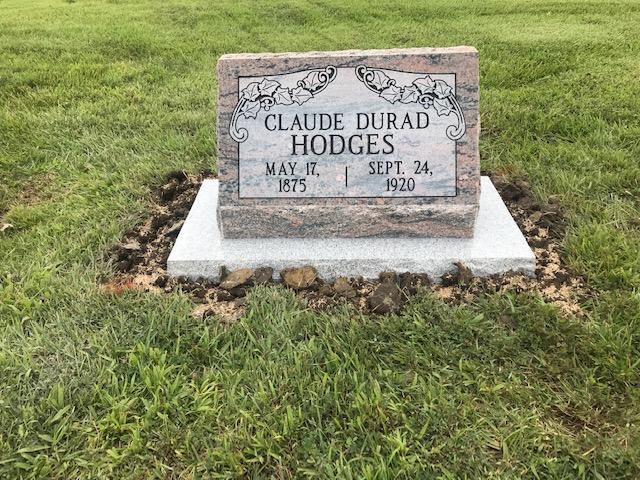 CLAUDE DURAD
HODGES
MAY 17, | SEPT. 24,
1875 1920